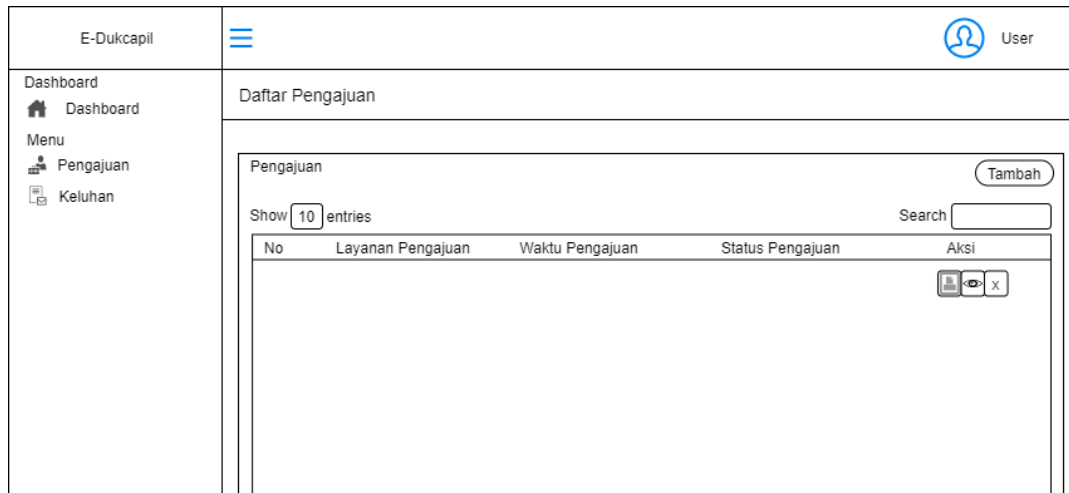 E-Dukcapil
User
Dashboard
Dashboard
Menu
Pengajuan
Keluhan
Daftar Pengajuan
Pengajuan
Tambah
Show 10 entries
Search
No Layanan Pengajuan Waktu Pengajuan Status Pengajuan Aksi
x